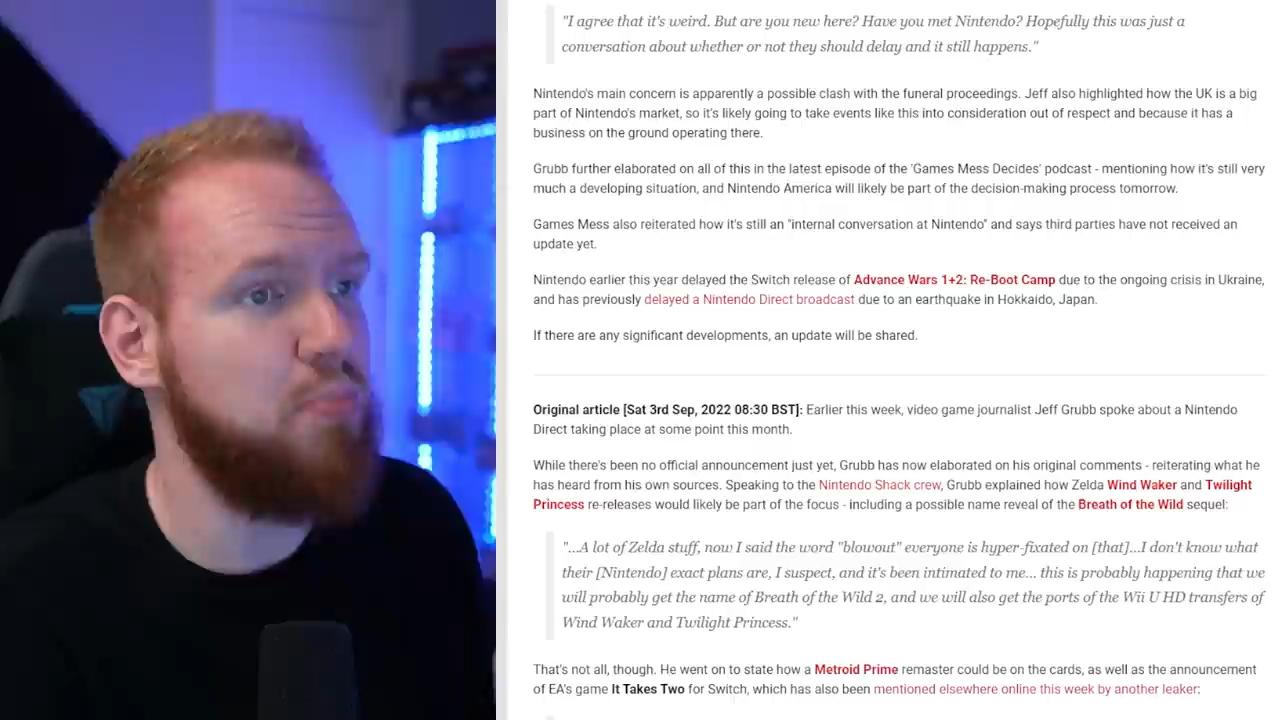 "I agree that it's weird. But are you new here? Have you met Nintendo? Hopefully this was just a
conversation about whether or not they should delay and it still happens."
Nintendo's main concern is apparently a possible clash with the funeral proceedings. Jeff also highlighted how the UK is a big
part of Nintendo's market, so it's likely going to take events like this into consideration out of respect and because it has a
business on the ground operating there.
Grubb further elaborated on all of this in the latest episode of the 'Games Mess Decides' podcast - mentioning how it's still very
much a developing situation, and Nintendo America will likely be part of the decision-making process tomorrow.
Games Mess also reiterated how it's still an "internal conversation at Nintendo" and says third parties have not received an
update yet.
Nintendo earlier this year delayed the Switch release of Advance Wars 1+2: Re-Boot Camp due to the ongoing crisis in Ukraine,
and has previously delayed a Nintendo Direct broadcast due to an earthquake in Hokkaido, Japan.
If there are any significant developments, an update will be shared.
Original article [Sat 3rd Sep, 2022 08:30 BST]: Earlier this week, video game journalist Jeff Grubb spoke about a Nintendo
Direct taking place at some point this month.
While there's been no official announcement just yet, Grubb has now elaborated on his original comments - reiterating what he
has heard from his own sources. Speaking to the Nintendo Shack crew, Grubb explained how Zelda Wind Waker and Twilight
Princess re-releases would likely be part of the focus - including a possible name reveal of the Breath of the Wild sequel:
"...A lot of Zelda stuff, now I said the word "blowout" everyone is hyper-fixated on [that]...I don't know what
their [Nintendo] exact plans are, I suspect, and it's been intimated to me... this is probably happening that we
will probably get the name of Breath of the Wild 2, and we will also get the ports of the Wii U HD transfers of
Wind Waker and Twilight Princess."
That's not all, though. He went on to state how a Metroid Prime remaster could be on the cards, as well as the announcement
of EA's game It Takes Two for Switch, which has also been mentioned elsewhere online this week by another leaker: